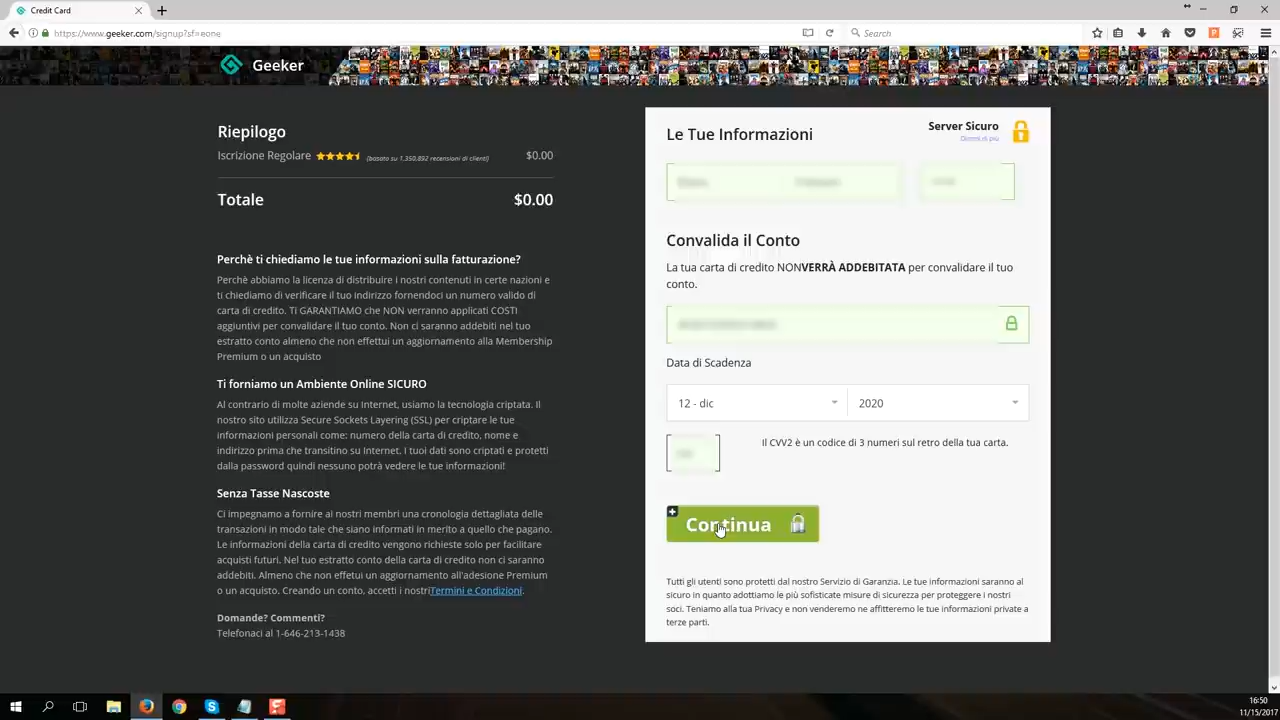 Credit Card
https://www.geeker.com/signup?sf=eone
Search
Geeker
Riepilogo
Iscrizione Regolare (basato su 1,350,892 recensioni di clienti) $0.00
Totale $0.00
Perchè ti chiediamo le tue informazioni sulla fatturazione?
Perchè abbiamo la licenza di distribuire i nostri contenuti in certe nazioni e
ti chiediamo di verificare il tuo indirizzo fornendoci un numero valido di
carta di credito. Ti GARANTIAMO che NON verranno applicati COSTI
aggiuntivi per convalidare il tuo conto. Non ci saranno addebiti nel tuo
estratto conto almeno che non effettui un aggiornamento alla Membership
Premium o un acquisto
Ti forniamo un Ambiente Online SICURO
Al contrario di molte aziende su Internet, usiamo la tecnologia criptata. Il
nostro sito utilizza Secure Sockets Layering (SSL) per criptare le tue
informazioni personali come: numero della carta di credito, nome e
indirizzo prima che transitino su Internet. I tuoi dati sono criptati e protetti
dalla password quindi nessuno potrà vedere le tue informazioni!
Senza Tasse Nascoste
Ci impegnamo a fornire ai nostri membri una cronologia dettagliata delle
transazioni in modo tale che siano informati in merito a quello che pagano.
Le informazioni della carta di credito vengono richieste solo per facilitare
acquisti futuri. Nel tuo estratto conto della carta di credito non ci saranno
addebiti. Almeno che non effetui un aggiornamento all'adesione Premium
o un acquisto. Creando un conto, accetti i nostriTermini e Condizioni.
Domande? Commenti?
Telefonaci al 1-646-213-1438
Le Tue Informazioni
Server Sicuro
Dicmi di più
Convalida il Conto
La tua carta di credito NONVERRÀ ADDEBITATA per convalidare il tuo
conto.
Data di Scadenza
12 - dic 2020
Il CVV2 è un codice di 3 numeri sul retro della tua carta.
Continua
Tutti gli utenti sono protetti dal nostro Servizio di Garanzia. Le tue informazioni saranno al
sicuro in quanto adottiamo le più sofisticate misure di sicurezza per proteggere i nostri
soci. Teniamo alla tua Privacy e non venderemo ne affitteremo le tue informazioni private a
terze parti.
16:50
11/15/2017